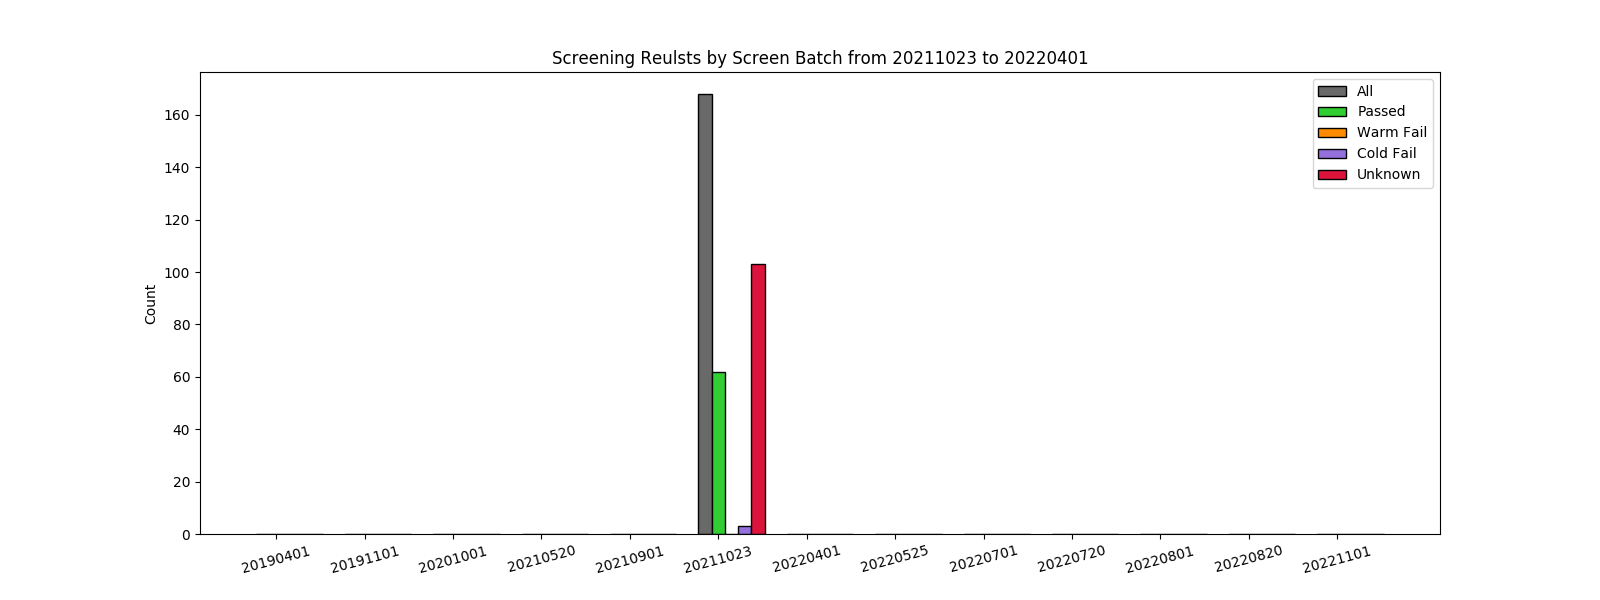 Screening Reulsts by Screen Batch from 20211023 to 20220401
All
Passed
Warm Fail
Cold Fail
Unknown
Count
160
140
120
100
80
60
40
20
0
20190401 20191101 20201001 20210520 20210901 20211023 20220401 20220525 20220701 20220720 20220801 20220820 20221101